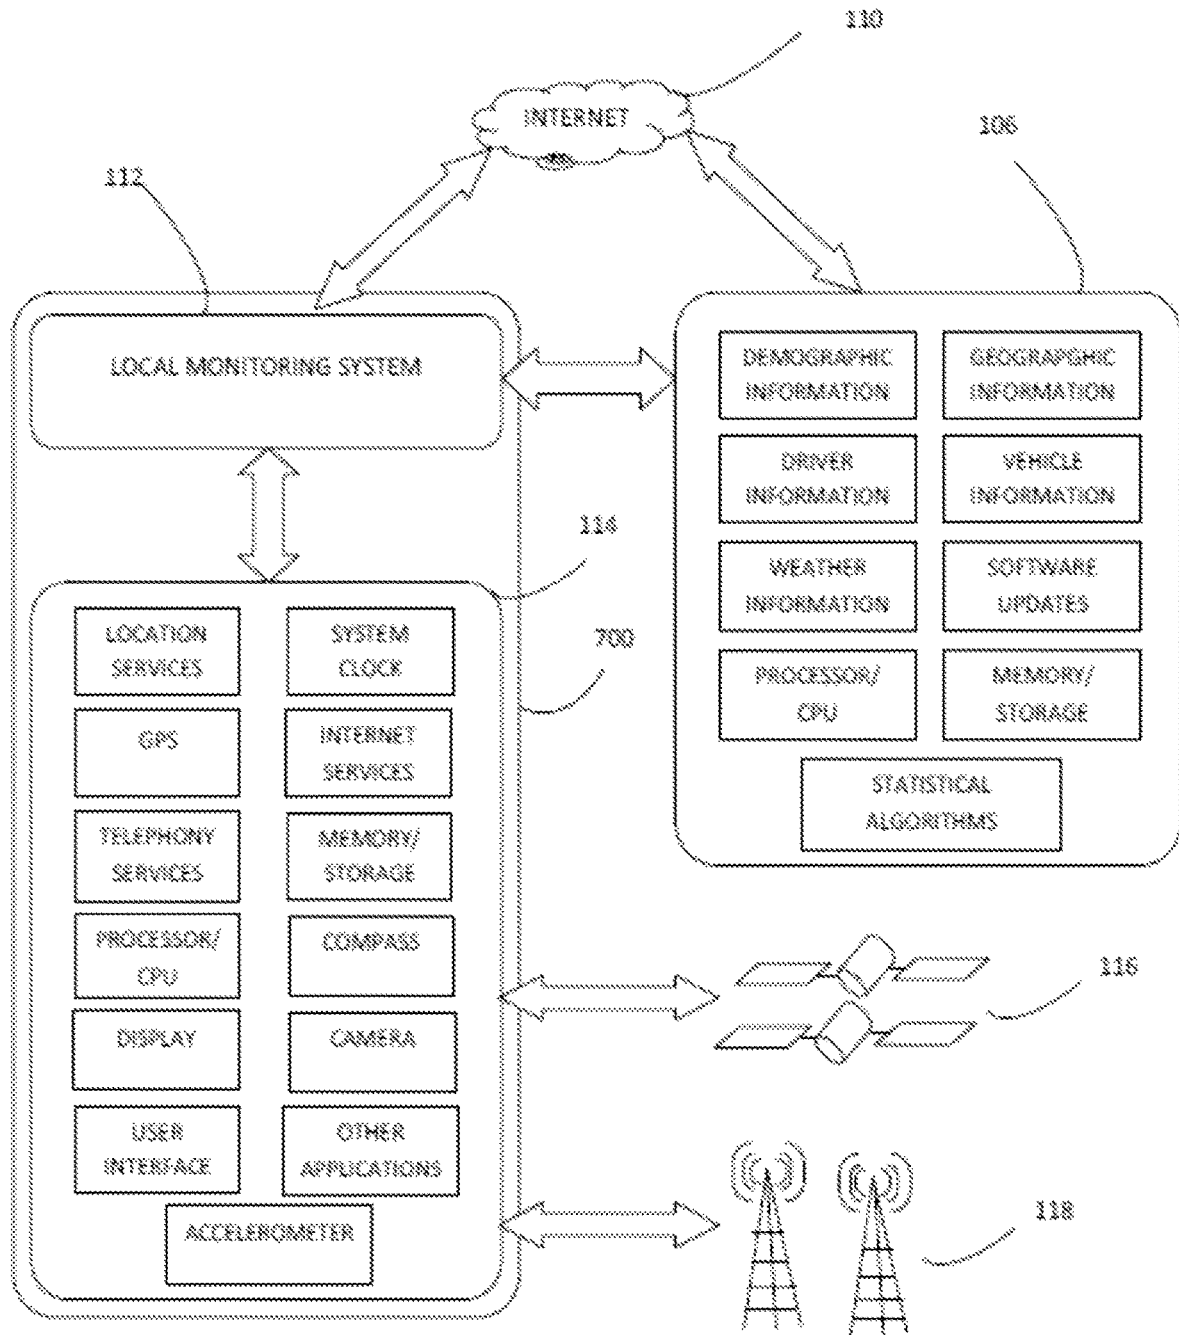 110
INTERNET
106
112
LOCAL MONITORING SYSTEM
DEMOGRAPHIC
INFORMATION
GEOGRAPGHIC
INFORMATION
DRIVER
INFORMATION
VEHICLE
INFORMATION
114
WEATHER
INFORMATION
SOFTWARE
UPDATES
LOCATION
SERVICES
SYSTEM
CLOCK
700
PROCESSOR/
CPU
MEMORY/
STORAGE
GPS
INTERNET
SERVICES
STATISTICAL
ALGORITHMS
TELEPHONY
SERVICES
MEMORY/
STORAGE
PROCESSOR/
CPU
COMPASS
116
DISPLAY
CAMERA
USER
INTERFACE
OTHER
APPLICATIONS
118
ACCELEROMETER